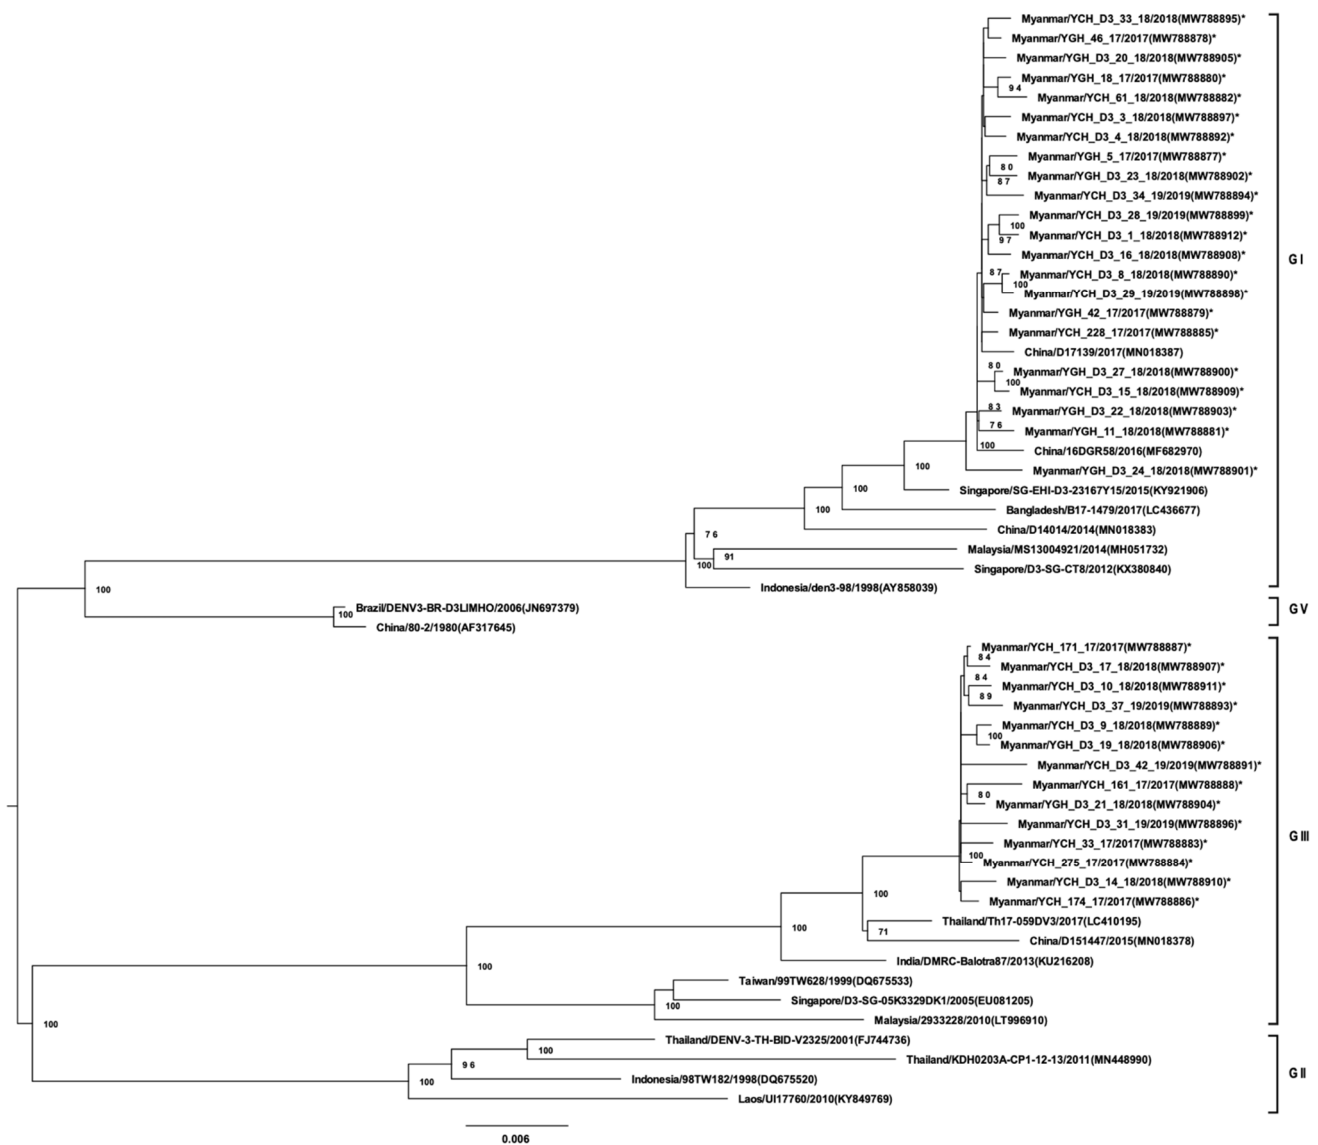 Myanmar/YCH_D3_33_18/2018(MW788895)*
Myanmar/YGH_46_17/2017(MW788878)*
Myanmar/YGH_D3_20_18/2018(MW788905)*
Myanmar/YGH_18_17/2017(MW788880)*
94
Myanmar/YCH_61_18/2018(MW788882)*
Myanmar/YCH_D3_3_18/2018(MW788897)*
Myanmar/YCH_D3_4_18/2018(MW788892)*
Myanmar/YGH_5_17/2017(MW788877)*
80
Myanmar/YGH_D3_23_18/2018(MW788902)*
87
Myanmar/YCH_D3_34_19/2019(MW788894)*
Myanmar/YCH_D3_28_19/2019(MW788899)*
100
Myanmar/YCH_D3_1_18/2018(MW788912)*
97
Myanmar/YCH_D3_16_18/2018(MW788908)*
G I
87
Myanmar/YCH_D3_8_18/2018(MW788890)*
100
Myanmar/YCH_D3_29_19/2019(MW788898)*
Myanmar/YGH_42_17/2017(MW788879)*
Myanmar/YCH_228_17/2017(MW788885)*
China/D17139/2017(MN018387)
80
Myanmar/YGH_D3_27_18/2018(MW788900)*
100
Myanmar/YCH_D3_15_18/2018(MW788909)*
83
Myanmar/YGH_D3_22_18/2018(MW788903)*
76
Myanmar/YGH_11_18/2018(MW788881)*
100
China/16DGR58/2016(MF682970)
100
Myanmar/YGH_D3_24_18/2018(MW788901)*
100
Singapore/SG-EHI-D3-23167Y15/2015(KY921906)
100
Bangladesh/B17-1479/2017(LC436677)
China/D14014/2014(MN018383)
76
Malaysia/MS13004921/2014(MH051732)
91
100
Singapore/D3-SG-CT8/2012(KX380840)
100
Indonesia/den3-98/1998(AY858039)
Brazil/DENV3-BR-D3LIMHO/2006(JN697379)
100
G V
China/80-2/1980(AF317645)
Myanmar/YCH_171_17/2017(MW788887)*
84
Myanmar/YCH_D3_17_18/2018(MW788907)*
84
Myanmar/YCH_D3_10_18/2018(MW788911)*
89
Myanmar/YCH_D3_37_19/2019(MW788893)*
Myanmar/YCH_D3_9_18/2018(MW788889)*
100
Myanmar/YGH_D3_19_18/2018(MW788906)*
Myanmar/YCH_D3_42_19/2019(MW788891)*
Myanmar/YCH_161_17/2017(MW788888)*
80
Myanmar/YGH_D3_21_18/2018(MW788904)*
Myanmar/YCH_D3_31_19/2019(MW788896)*
G III
Myanmar/YCH_33_17/2017(MW788883)*
100
Myanmar/YCH_275_17/2017(MW788884)*
Myanmar/YCH_D3_14_18/2018(MW788910)*
100
Myanmar/YCH_174_17/2017(MW788886)*
Thailand/Th17-059DV3/2017(LC410195)
100
71
China/D151447/2015(MN018378)
India/DMRC-Balotra87/2013(KU216208)
100
Taiwan/99TW628/1999(DQ675533)
Singapore/D3-SG-05K3329DK1/2005(EU081205)
100
Malaysia/2933228/2010(LT996910)
100
Thailand/DENV-3-TH-BID-V2325/2001(FJ744736)
100
Thailand/KDH0203A-CP1-12-13/2011(MN448990)
96
G II
Indonesia/98TW182/1998(DQ675520)
100
Laos/UI17760/2010(KY849769)
0.006